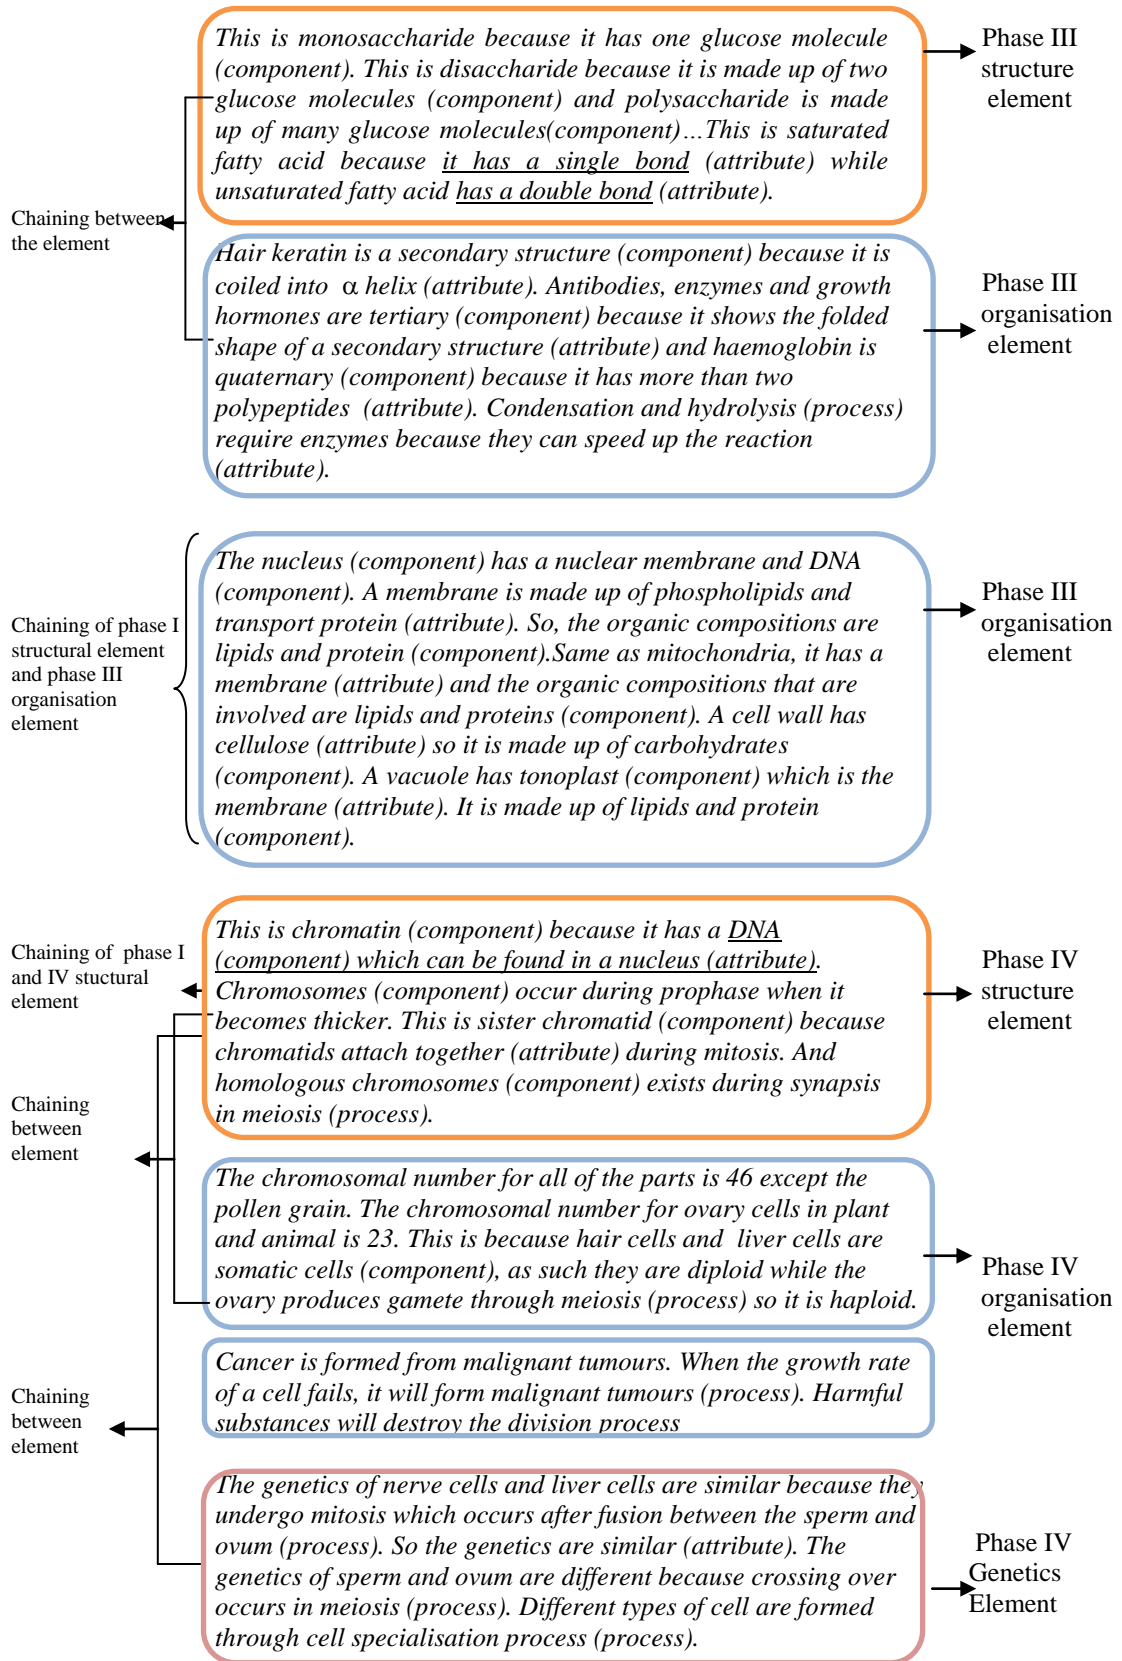 This is monosaccharide because it has one glucose molecule
(component). This is disaccharide because it is made up of two
glucose molecules (component) and polysaccharide is made
up of many glucose molecules(component)…This is saturated
fatty acid because it has a single bond (attribute) while
unsaturated fatty acid has a double bond (attribute).
Phase III
structure
element
Chaining between
the element
Hair keratin is a secondary structure (component) because it is
coiled into α helix (attribute). Antibodies, enzymes and growth
hormones are tertiary (component) because it shows the folded
shape of a secondary structure (attribute) and haemoglobin is
quaternary (component) because it has more than two
polypeptides (attribute). Condensation and hydrolysis (process)
require enzymes because they can speed up the reaction
(attribute).
Phase III
organisation
element
Chaining of phase I
structural element
and phase III
organisation
element
The nucleus (component) has a nuclear membrane and DNA
(component). A membrane is made up of phospholipids and
transport protein (attribute). So, the organic compositions are
lipids and protein (component).Same as mitochondria, it has a
membrane (attribute) and the organic compositions that are
involved are lipids and proteins (component). A cell wall has
cellulose (attribute) so it is made up of carbohydrates
(component). A vacuole has tonoplast (component) which is the
membrane (attribute). It is made up of lipids and protein
(component).
Phase III
organisation
element
Chaining of phase I
and IV stuctural
element
This is chromatin (component) because it has a DNA
(component) which can be found in a nucleus (attribute).
Chromosomes (component) occur during prophase when it
becomes thicker. This is sister chromatid (component) because
chromatids attach together (attribute) during mitosis. And
homologous chromosomes (component) exists during synapsis
in meiosis (process).
Phase IV
structure
element
Chaining
between
element
The chromosomal number for all of the parts is 46 except the
pollen grain. The chromosomal number for ovary cells in plant
and animal is 23. This is because hair cells and liver cells are
somatic cells (component), as such they are diploid while the
ovary produces gamete through meiosis (process) so it is haploid.
Phase IV
organisation
element
Cancer is formed from malignant tumours. When the growth rate
of a cell fails, it will form malignant tumours (process). Harmful
substances will destroy the division process
Chaining
between
element
The genetics of nerve cells and liver cells are similar because they
undergo mitosis which occurs after fusion between the sperm and
ovum (process). So the genetics are similar (attribute). The
genetics of sperm and ovum are different because crossing over
occurs in meiosis (process). Different types of cell are formed
through cell specialisation process (process).
Phase IV
Genetics
Element